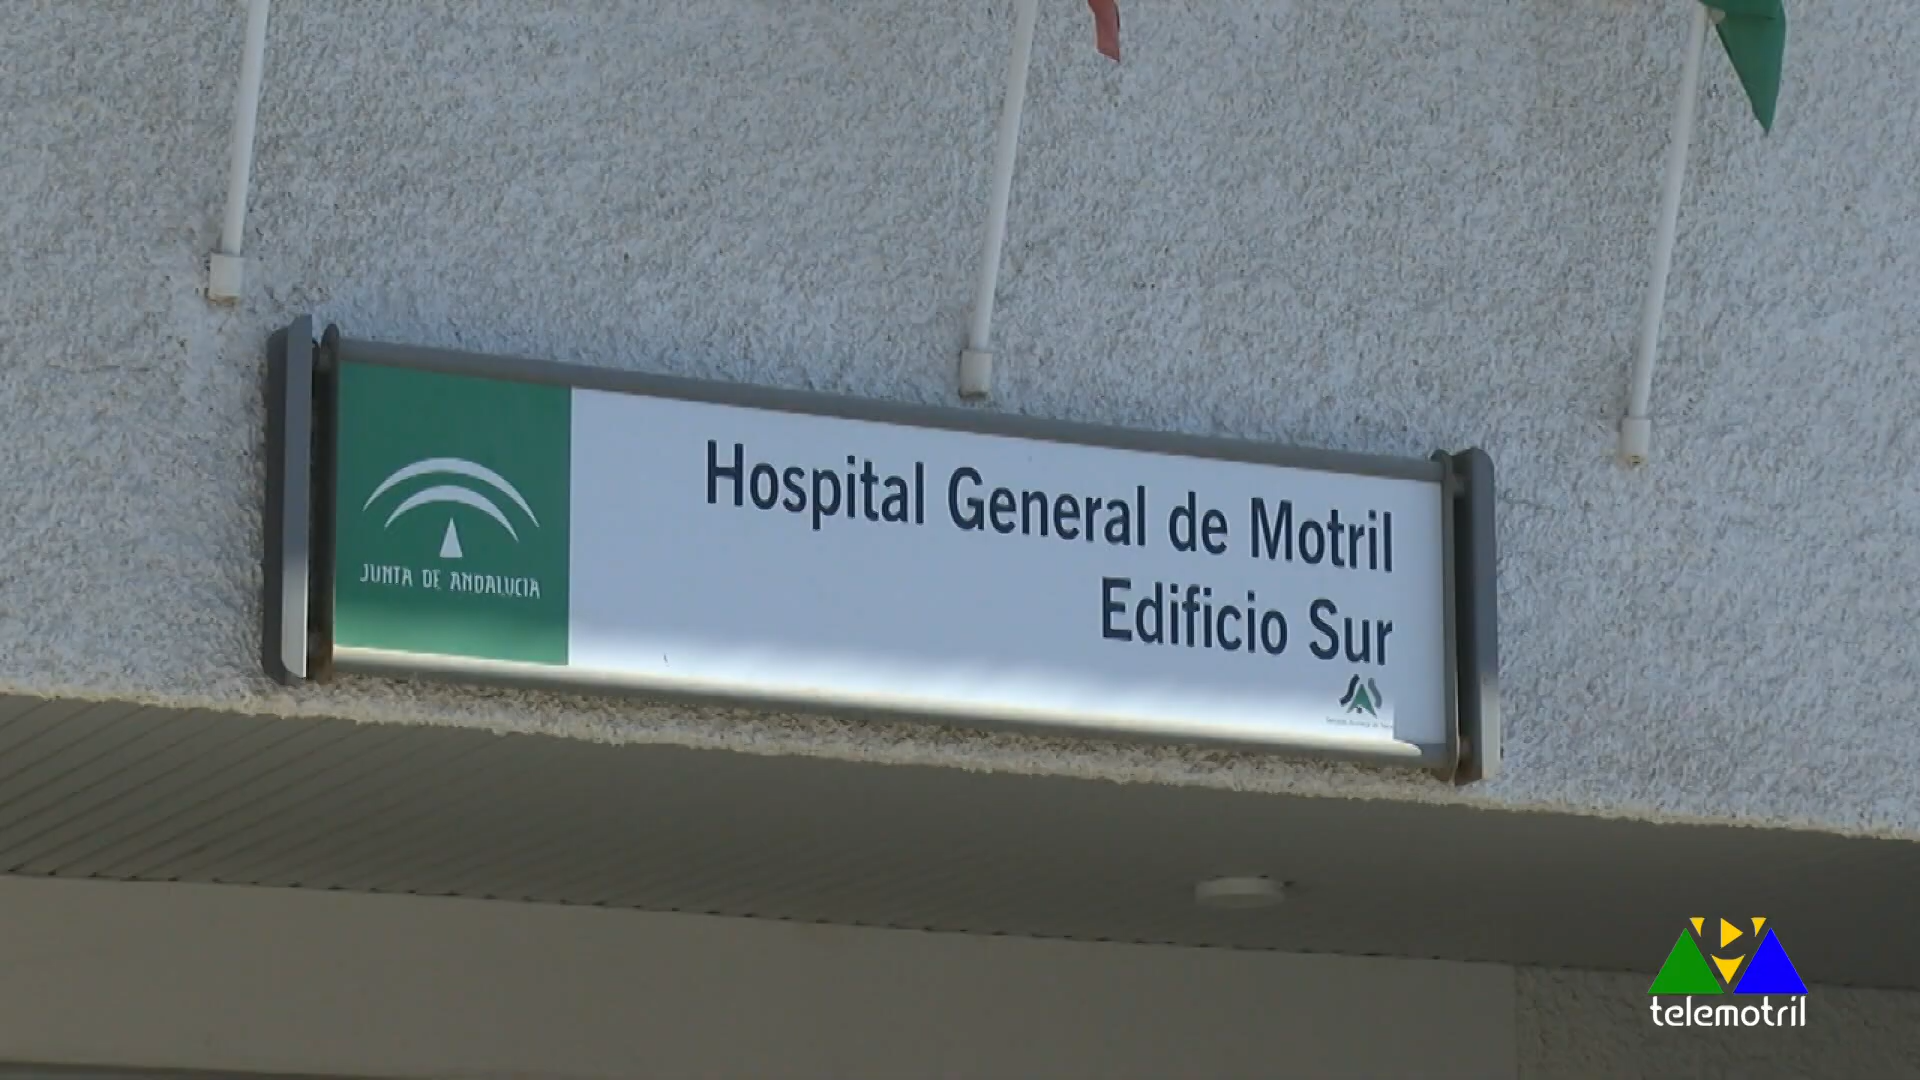 Hospital General de Motril
Edificio Sur
JUNTA DE ANDALUCIA
telemotril